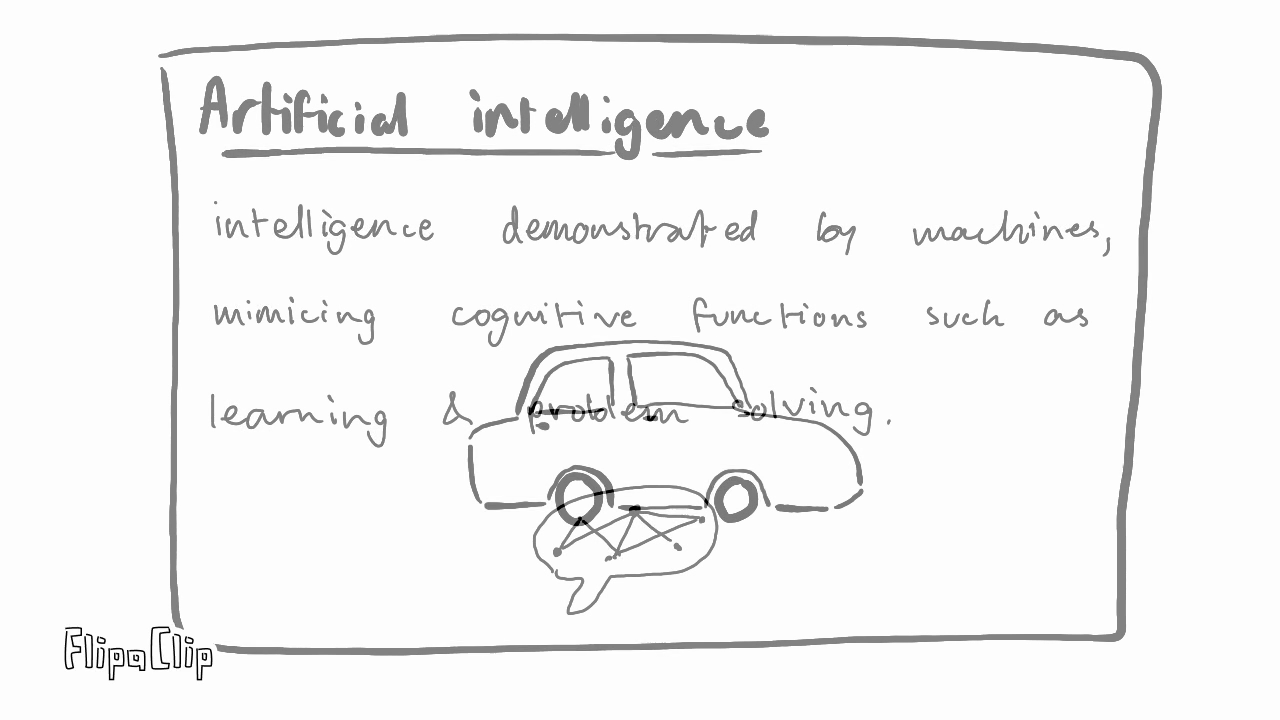 Artificial intelligence
intelligence demonstrated by machines,
mimicing cognitive functions such as
learning & problem solving.
FlipaClip